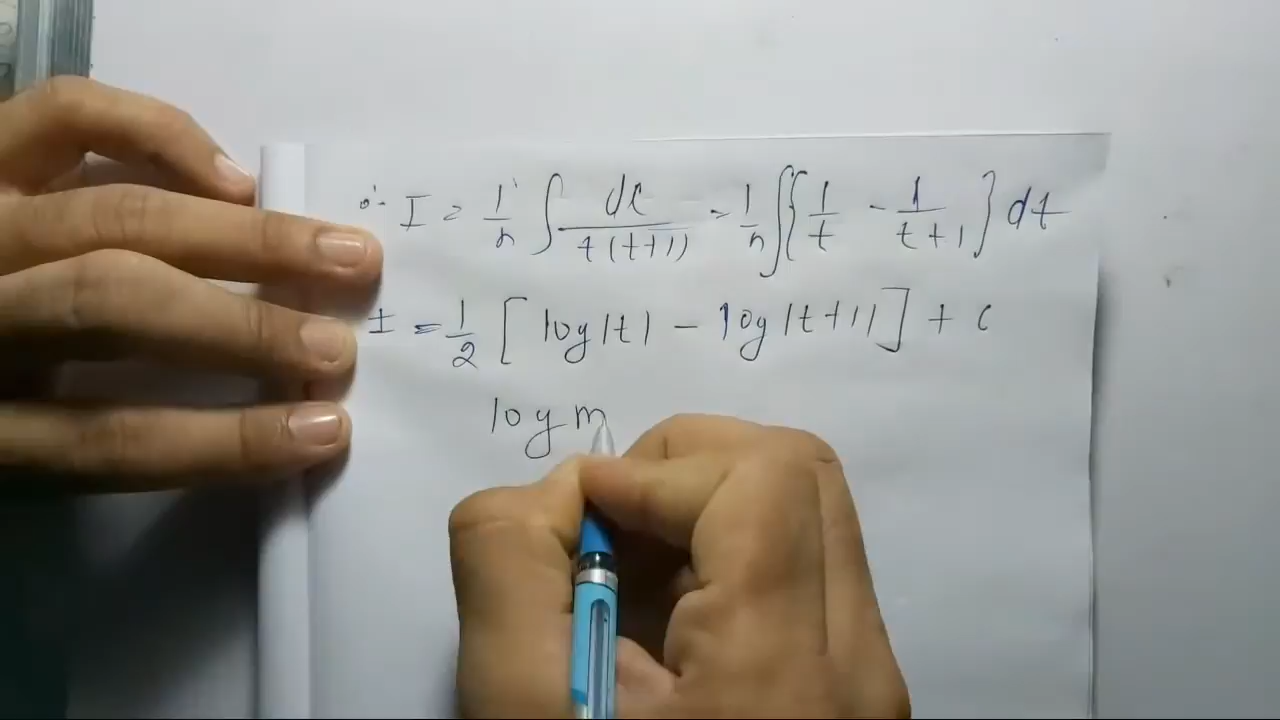 ∴ I = 1/n ∫ dt/t(t+1) = 1/n ∫{1/t - 1/t+1} dt
I = 1/2 [log|t| - log|t+1|] + c
log m